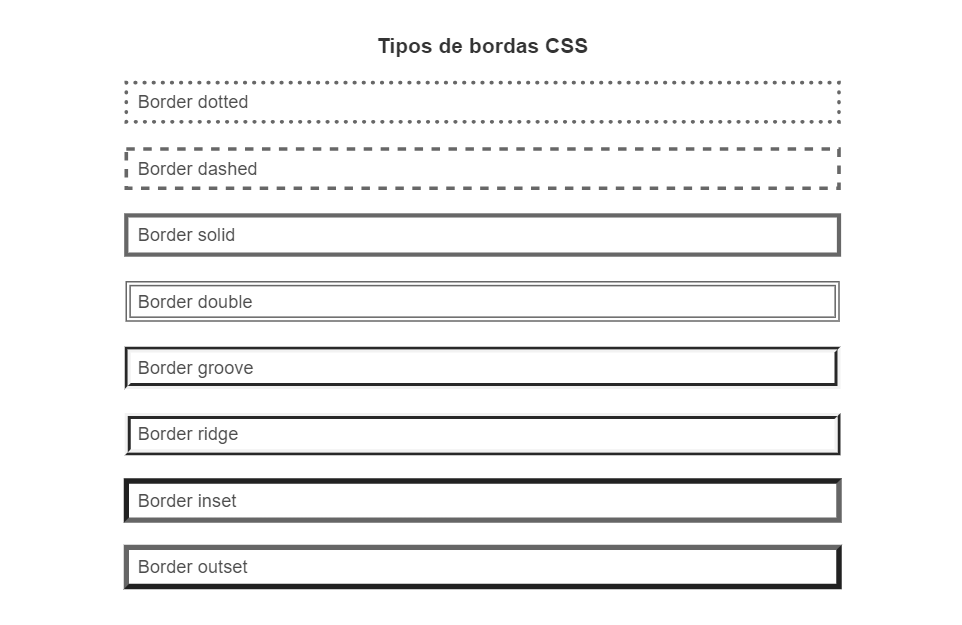 Tipos de bordas CSS
Border dotted
Border dashed
Border solid
Border double
Border groove
Border ridge
Border inset
Border outset